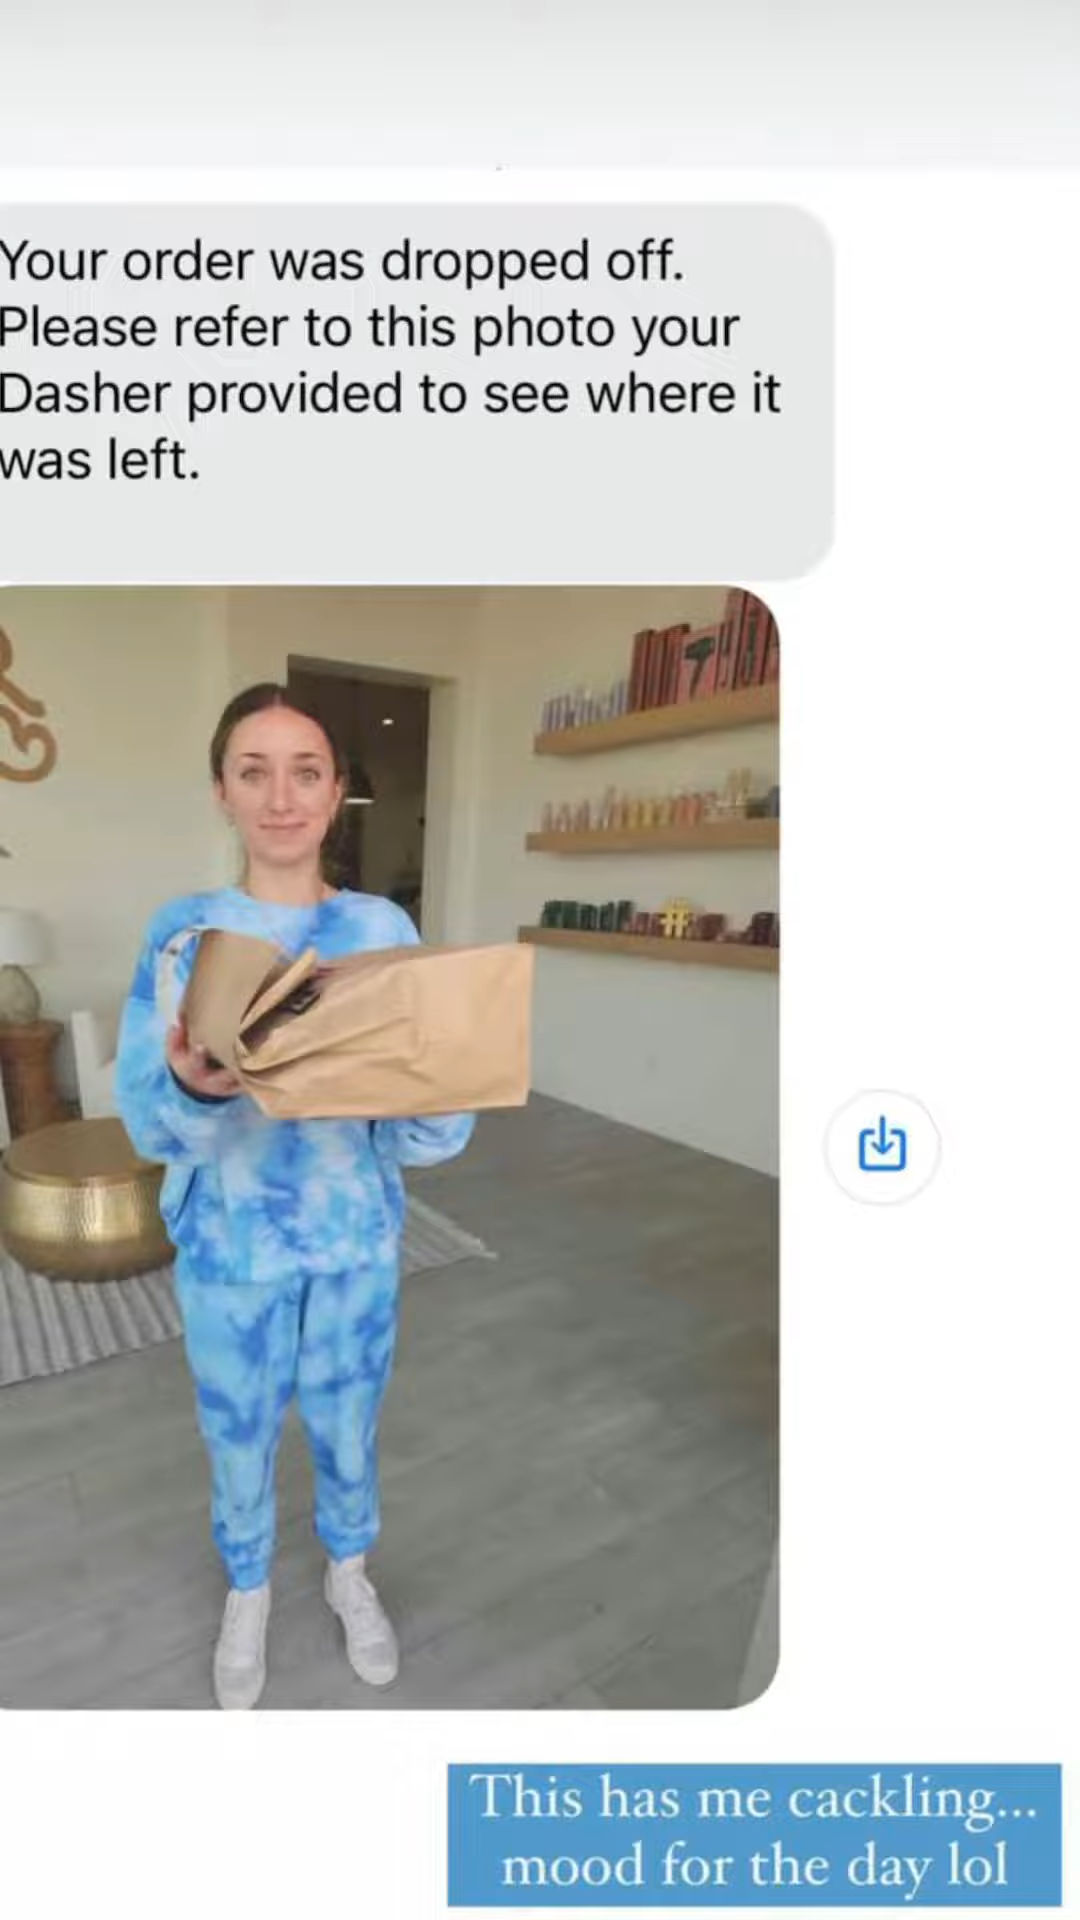 Your order was dropped off.
Please refer to this photo your
Dasher provided to see where it
was left.
#
This has me cackling...
mood for the day lol